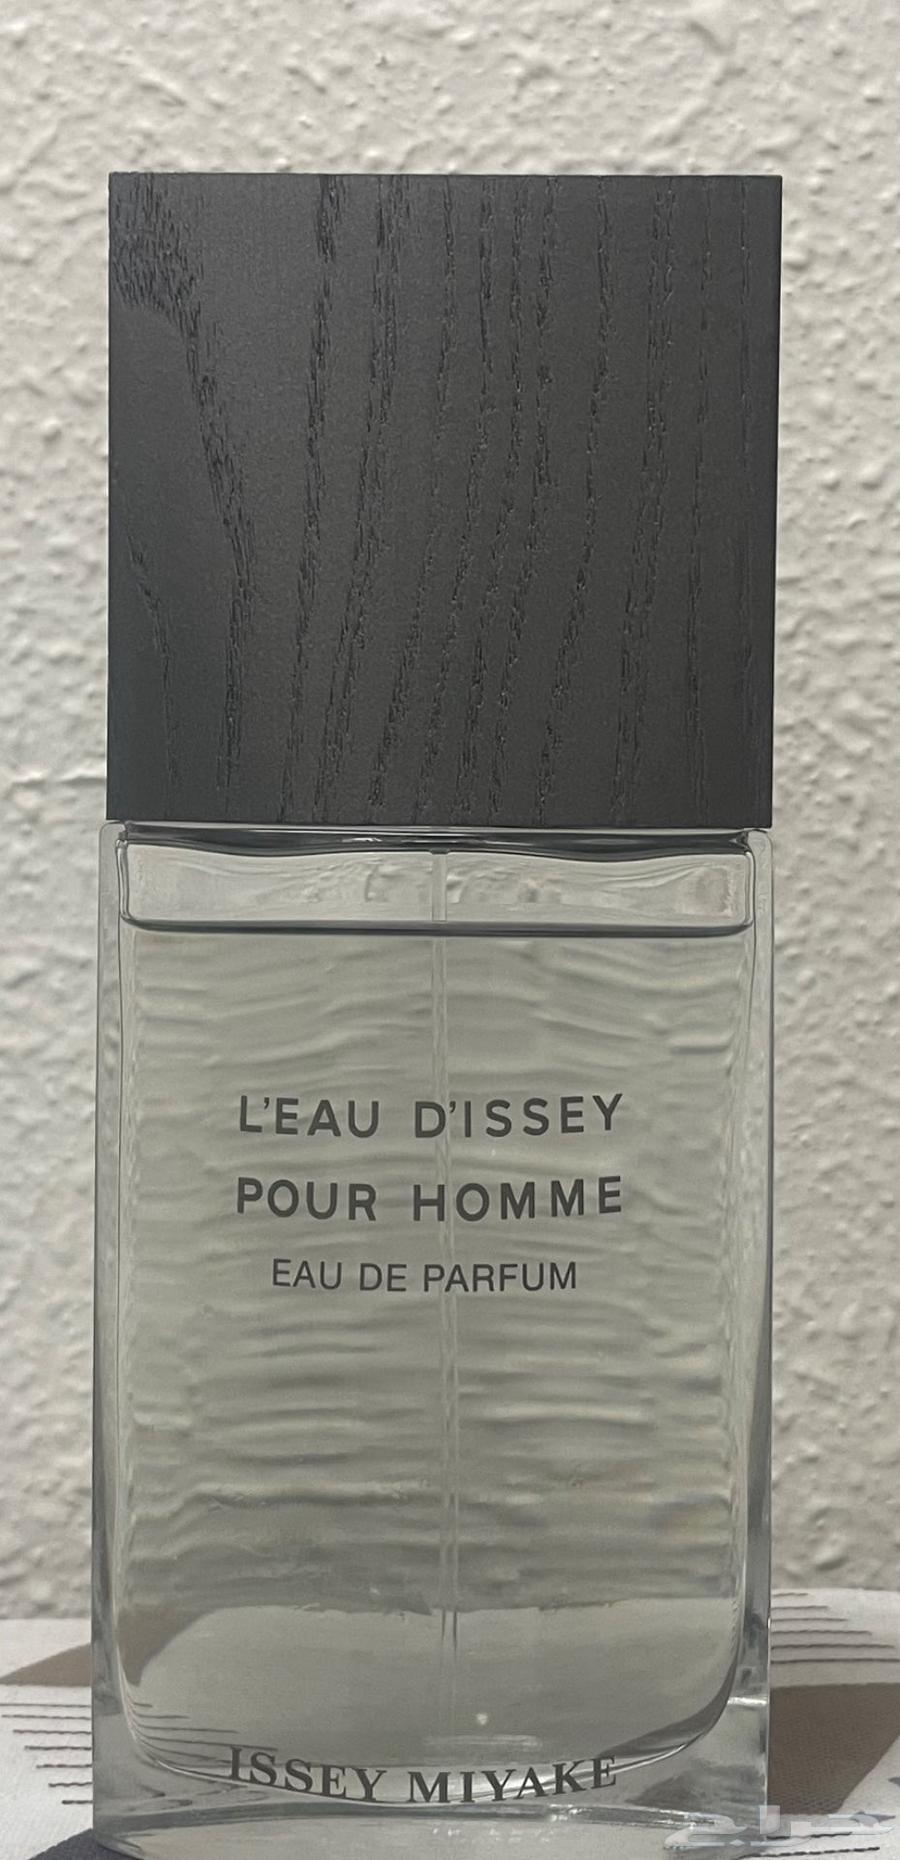 L'EAU D'ISSEY
POUR HOMME
EAU DE PARFUM
ISSEY MIYAKE
حراج